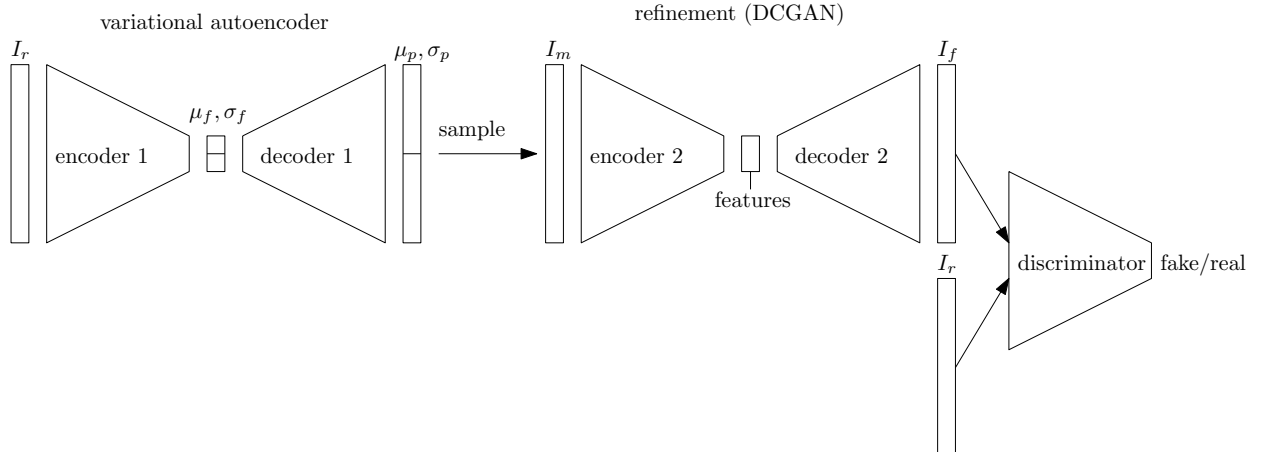 variational autoencoder
refinement (DCGAN)
I_r
μ_p, σ_p
I_m
I_f
μ_f, σ_f
sample
encoder 1
decoder 1
encoder 2
decoder 2
features
I_r
discriminator
fake/real